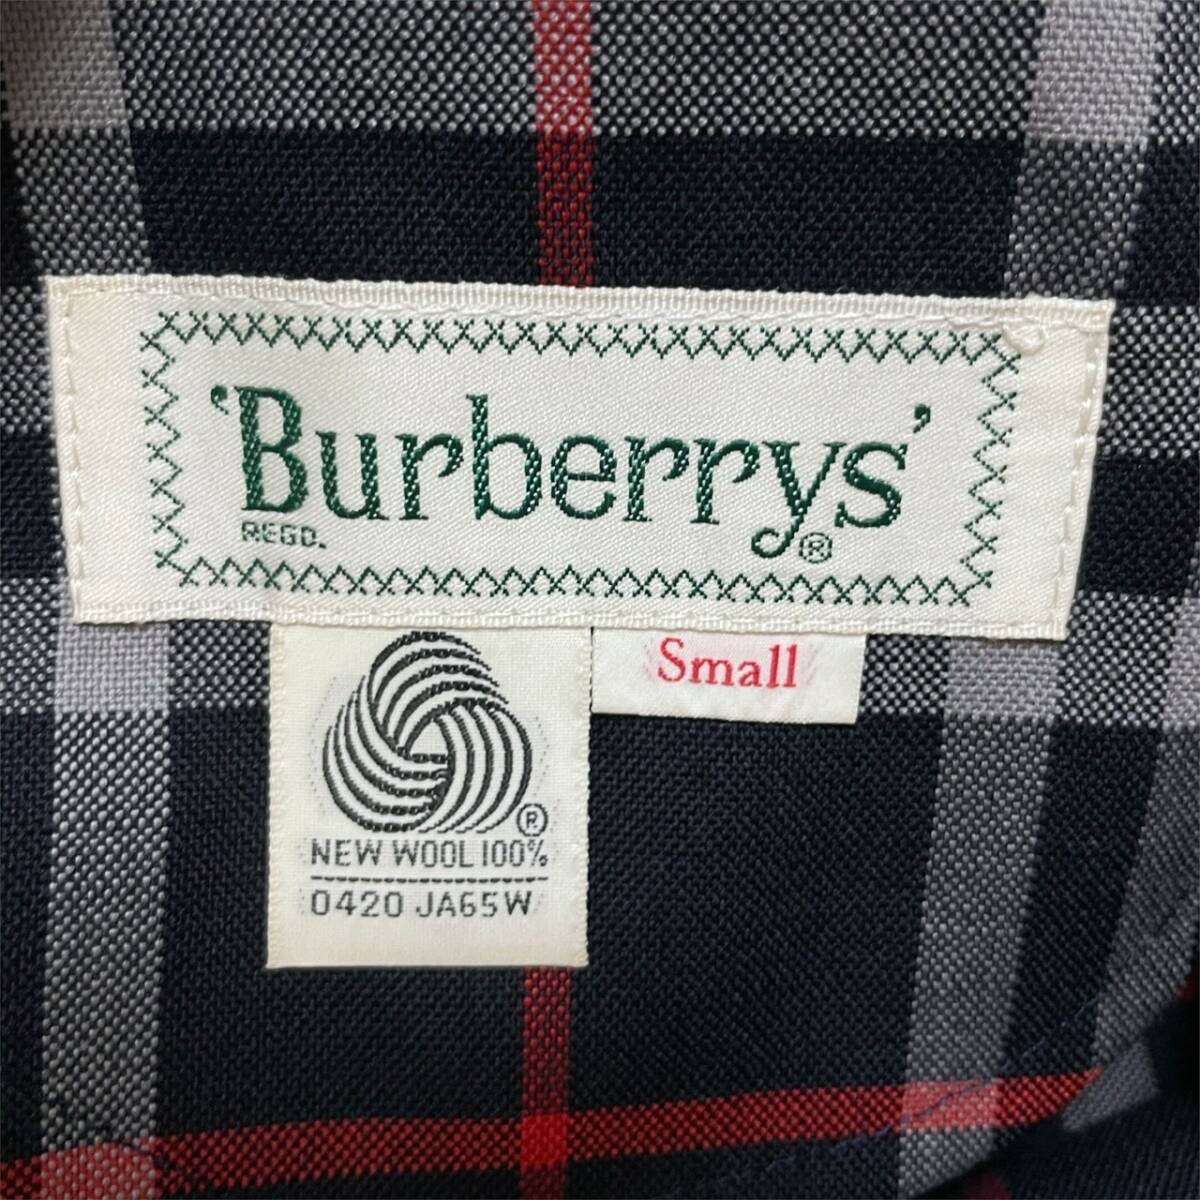 'Burberrys'
REGD.
®
Small
®
NEW WOOL 100%
0420 JA65W